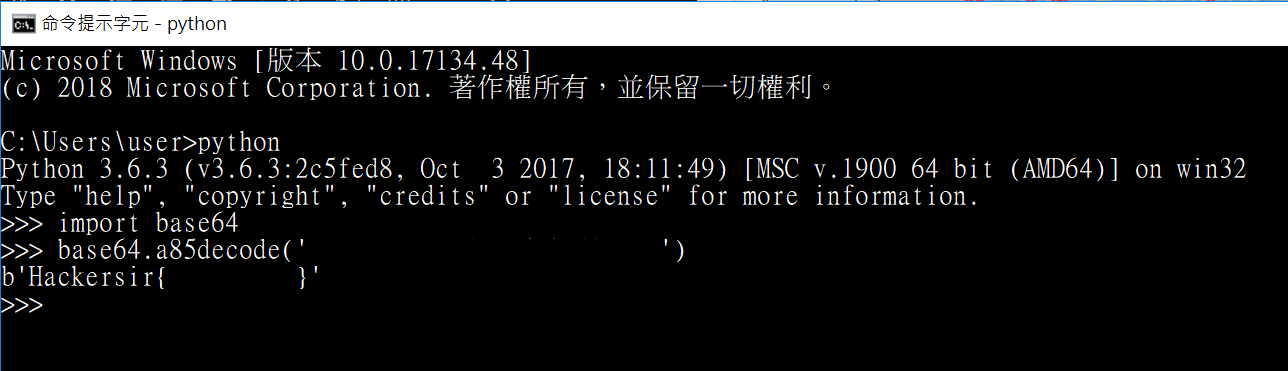 命令提示字元 - python
Microsoft Windows [版本 10.0.17134.48]
(c) 2018 Microsoft Corporation. 著作權所有，並保留一切權利。
C:\Users\user>python
Python 3.6.3 (v3.6.3:2c5fed8, Oct  3 2017, 18:11:49) [MSC v.1900 64 bit (AMD64)] on win32
Type "help", "copyright", "credits" or "license" for more information.
>>> import base64
>>> base64.a85decode('                          ')
b'Hackersir{          }'
>>>